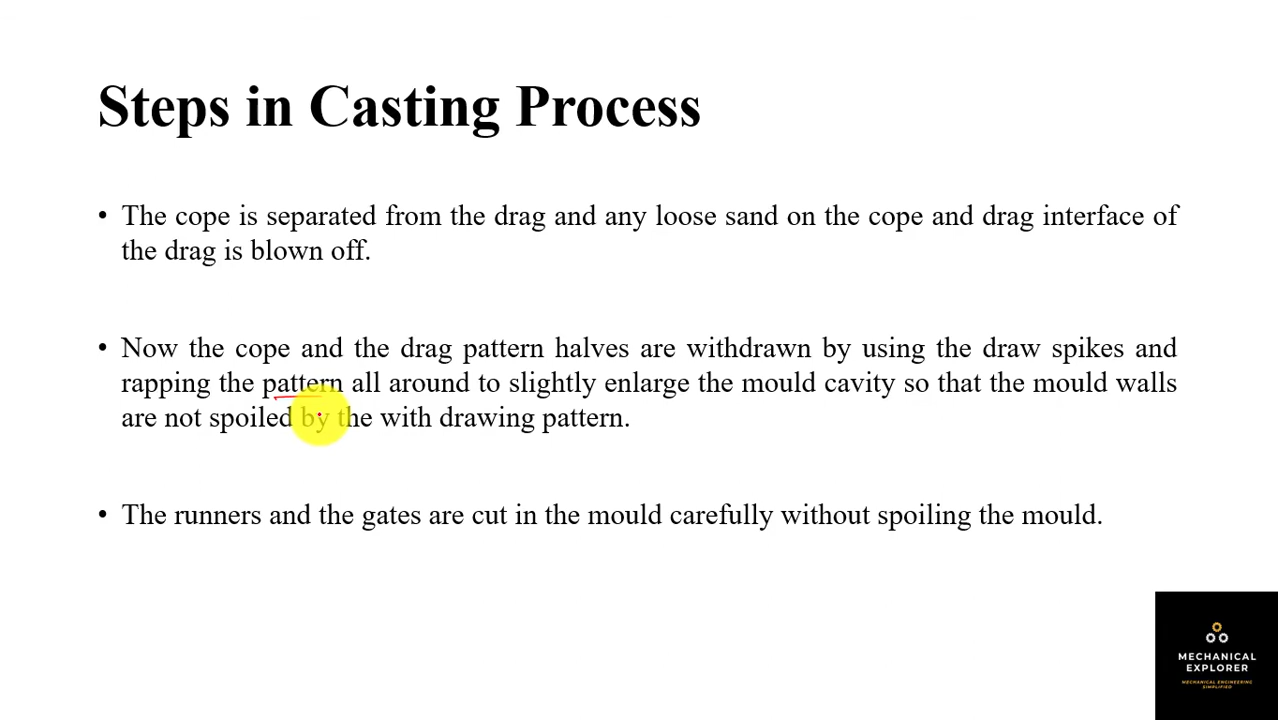 Steps in Casting Process
• The cope is separated from the drag and any loose sand on the cope and drag interface of
the drag is blown off.
• Now the cope and the drag pattern halves are withdrawn by using the draw spikes and
rapping the pattern all around to slightly enlarge the mould cavity so that the mould walls
are not spoiled by the with drawing pattern.
• The runners and the gates are cut in the mould carefully without spoiling the mould.
MECHANICAL
EXPLORER
MECHANICAL ENGINEERING
SIMPLIFIED